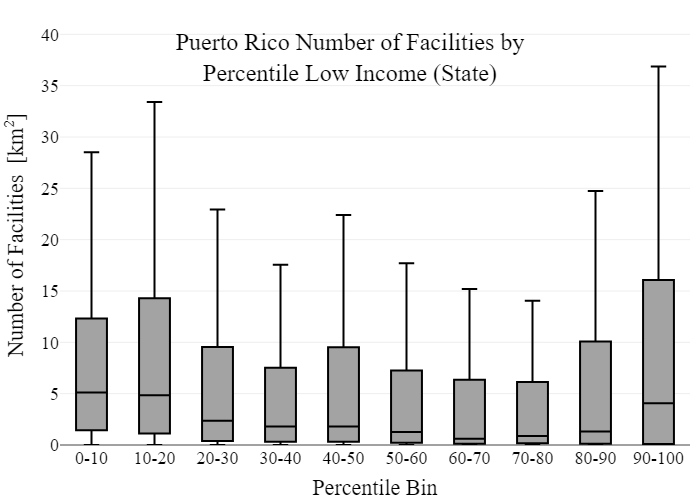 Puerto Rico Number of Facilities by
Percentile Low Income (State)
Number of Facilities [km²]
40
35
30
25
20
15
10
5
0
0-10 10-20 20-30 30-40 40-50 50-60 60-70 70-80 80-90 90-100
Percentile Bin